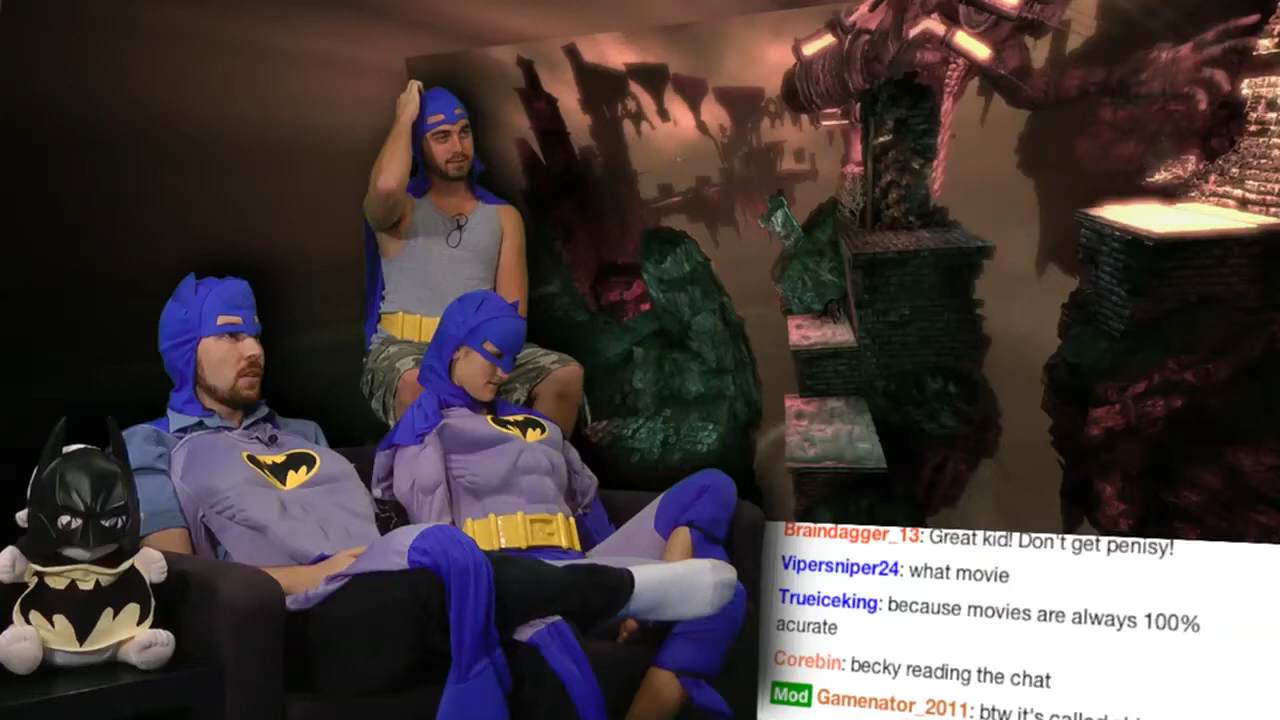 Braindagger_13: Great kid! Don't get penisy!
Vipersniper24: what movie
Trueiceking: because movies are always 100%
acurate
Corebin: becky reading the chat
Mod Gamenator_2011: btw it's called